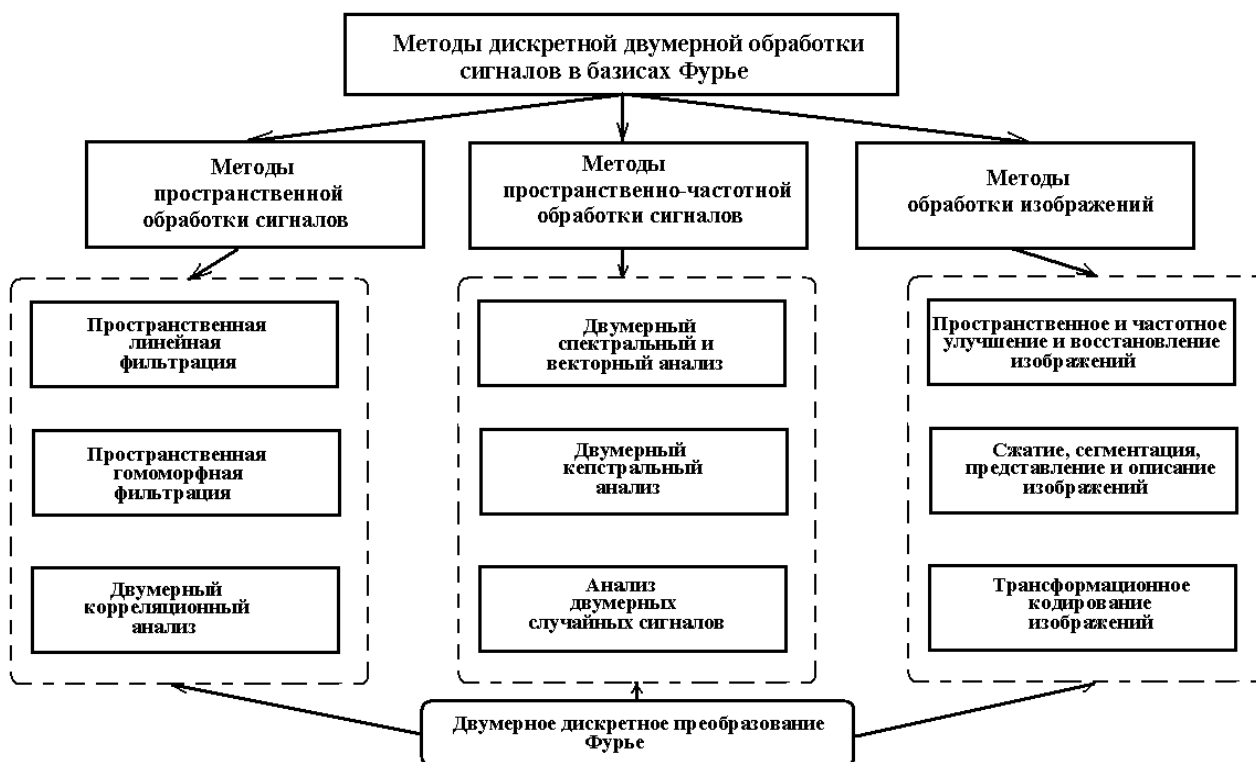 Методы дискретной двумерной обработки
сигналов в базисах Фурье
Методы
пространственной
обработки сигналов
Методы
пространственно-частотной
обработки сигналов
Методы
обработки изображений
Пространственная
линейная
фильтрация
Пространственная
гомоморфная
фильтрация
Двумерный
корреляционный
анализ
Двумерный
спектральный и
векторный анализ
Двумерный
кепстральный
анализ
Анализ
двумерных
случайных сигналов
Пространственное и частотное
улучшение и восстановление
изображений
Сжатие, сегментация,
представление и описание
изображений
Трансформационное
кодирование
изображений
Двумерное дискретное преобразование
Фурье